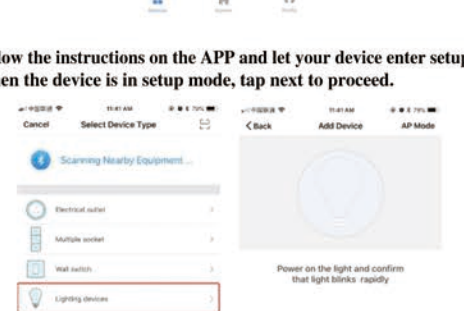 low the instructions on the APP and let your device enter setup
en the device is in setup mode, tap next to proceed.
11:41 AM
Cancel Select Device Type
Scanning Nearby Equipment ...
Electrical outlet
Multiple socket
Wall switch
Lighting devices
11:41 AM
Back Add Device AP Mode
Power on the light and confirm
that light blinks rapidly